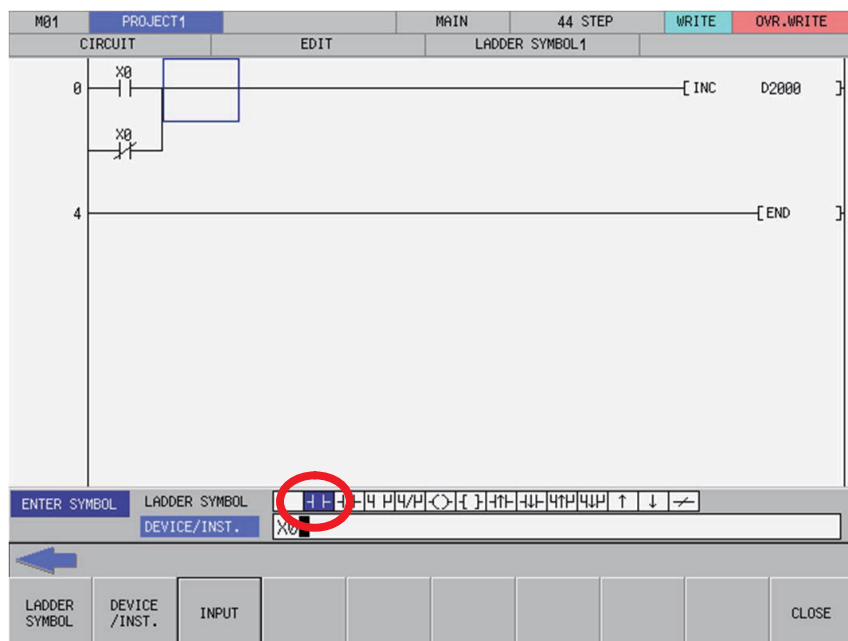 M01 PROJECT1 MAIN 44 STEP WRITE OVR.WRITE
CIRCUIT EDIT LADDER SYMBOL1
X0
0 INC D2000
X0
4 END
ENTER SYMBOL LADDER SYMBOL
DEVICE/INST. X0
LADDER SYMBOL
DEVICE /INST.
INPUT
CLOSE